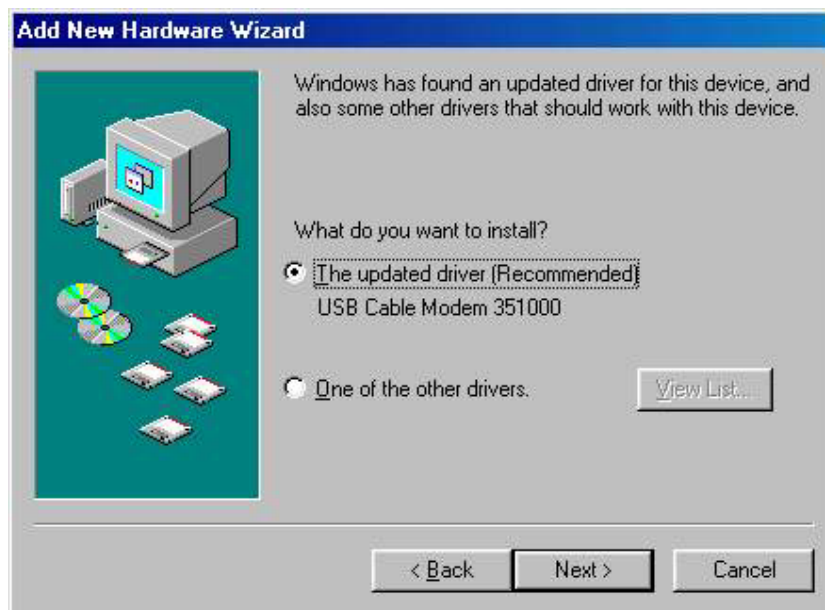 Add New Hardware Wizard
Windows has found an updated driver for this device, and
also some other drivers that should work with this device.
What do you want to install?
The updated driver (Recommended)
USB Cable Modem 351000
One of the other drivers.
View List...
< Back
Next >
Cancel